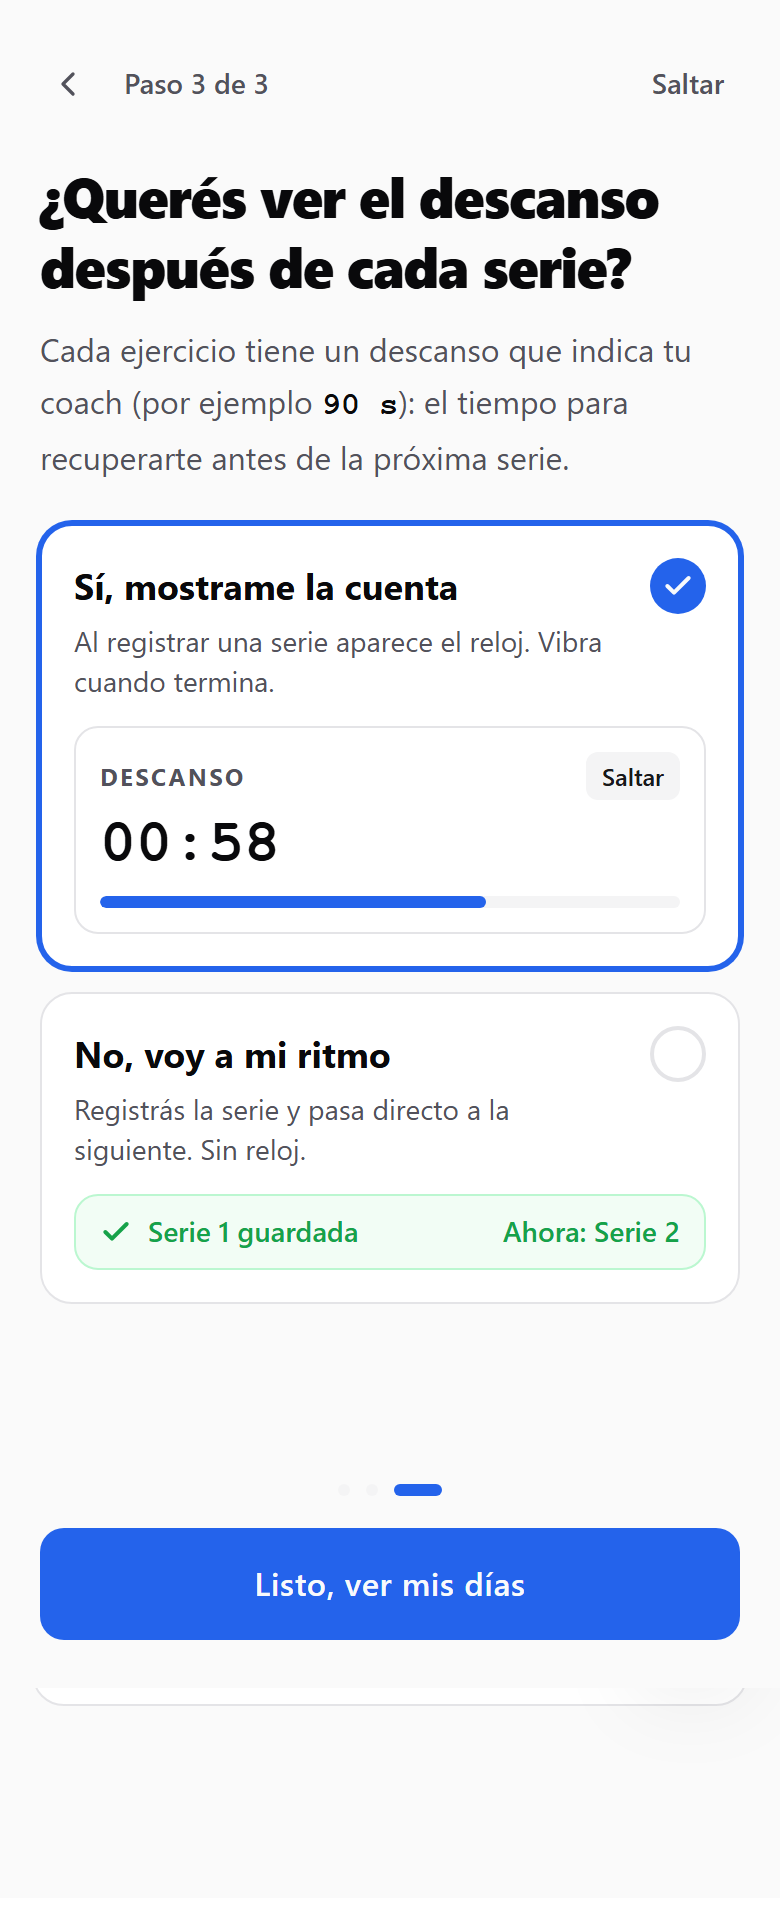 Paso 3 de 3
Saltar
¿Querés ver el descanso
después de cada serie?
Cada ejercicio tiene un descanso que indica tu
coach (por ejemplo 90 s): el tiempo para
recuperarte antes de la próxima serie.
Sí, mostrame la cuenta
Al registrar una serie aparece el reloj. Vibra
cuando termina.
DESCANSO
Saltar
00:58
No, voy a mi ritmo
Registrás la serie y pasa directo a la
siguiente. Sin reloj.
Serie 1 guardada
Ahora: Serie 2
Listo, ver mis días